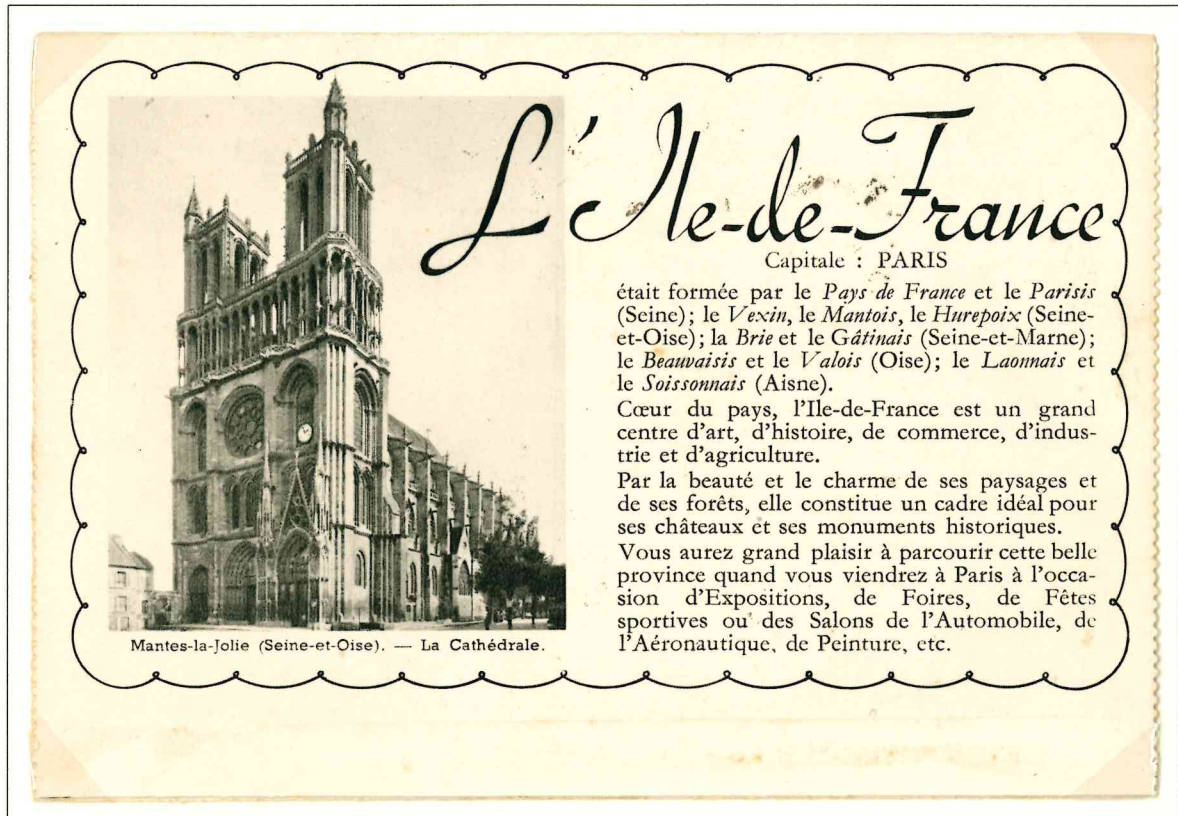 L'Ile-de-France
Capitale : PARIS
était formée par le Pays de France et le Parisis
(Seine) ; le Vexin, le Mantois, le Hurepoix (Seine-
et-Oise) ; la Brie et le Gâtinais (Seine-et-Marne) ;
le Beauvaisis et le Valois (Oise) ; le Laonnais et
le Soissonnais (Aisne).
Cœur du pays, l'Ile-de-France est un grand
centre d'art, d'histoire, de commerce, d'indus-
trie et d'agriculture.
Par la beauté et le charme de ses paysages et
de ses forêts, elle constitue un cadre idéal pour
ses châteaux et ses monuments historiques.
Vous aurez grand plaisir à parcourir cette belle
province quand vous viendrez à Paris à l'occa-
sion d'Expositions, de Foires, de Fêtes
sportives ou des Salons de l'Automobile, de
l'Aéronautique, de Peinture, etc.
Mantes-la-Jolie (Seine-et-Oise). — La Cathédrale.